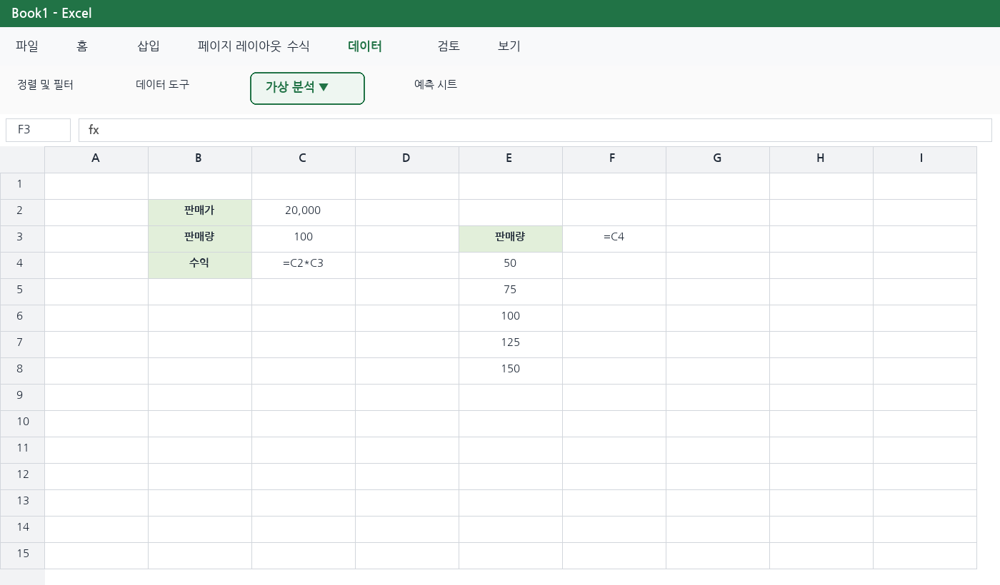 Book1 - Excel
파일 홈 삽입 페이지 레이아웃 수식 데이터 검토 보기
정렬 및 필터 데이터 도구 가상 분석 ▼ 예측 시트
F3 fx
A B C D E F G H I
1
2 판매가 20,000
3 판매량 100 판매량 =C4
4 수익 =C2*C3 50
5 75
6 100
7 125
8 150
9
10
11
12
13
14
15